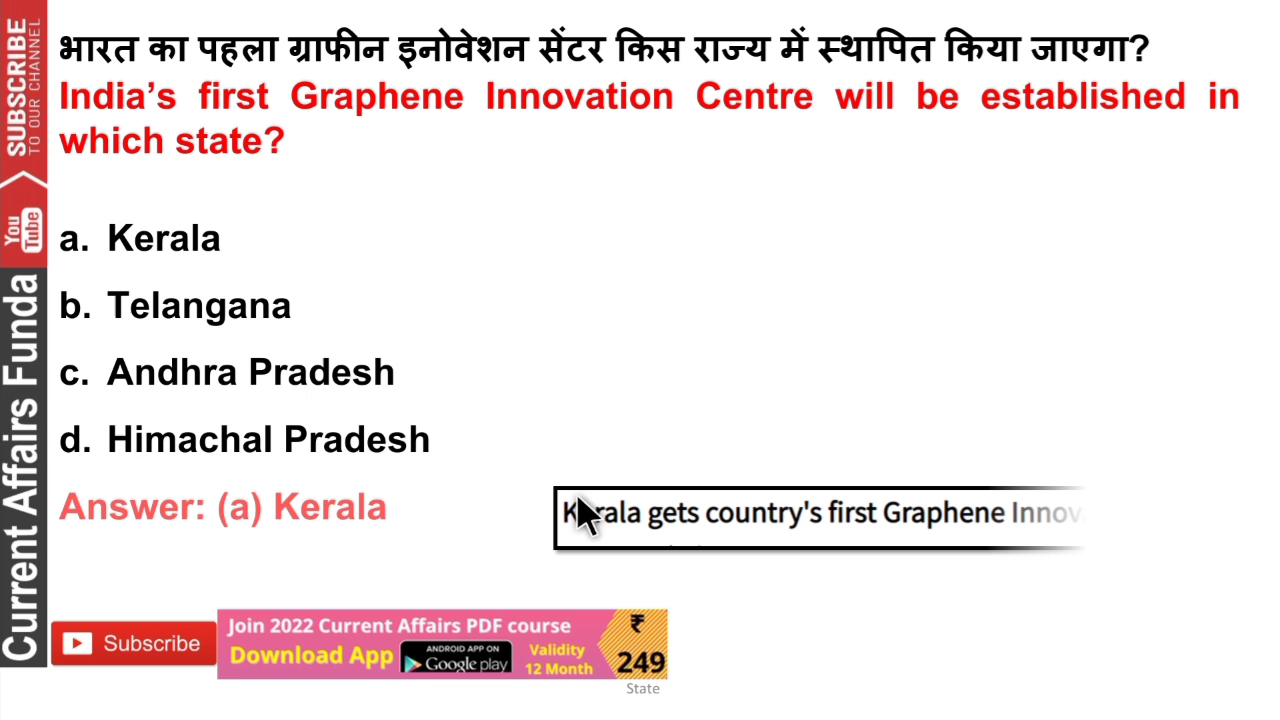 भारत का पहला ग्राफीन इनोवेशन सेंटर किस राज्य में स्थापित किया जाएगा?
India's first Graphene Innovation Centre will be established in
which state?
a. Kerala
b. Telangana
c. Andhra Pradesh
d. Himachal Pradesh
Answer: (a) Kerala
gets country's first Graphene
SUBSCRIBE
TO OUR CHANNEL
You Tube
Current Affairs Funda
Subscribe
Join 2022 Current Affairs PDF course
Download App
ANDROID APP ON
Google play
Validity
12 Month
₹
249
State